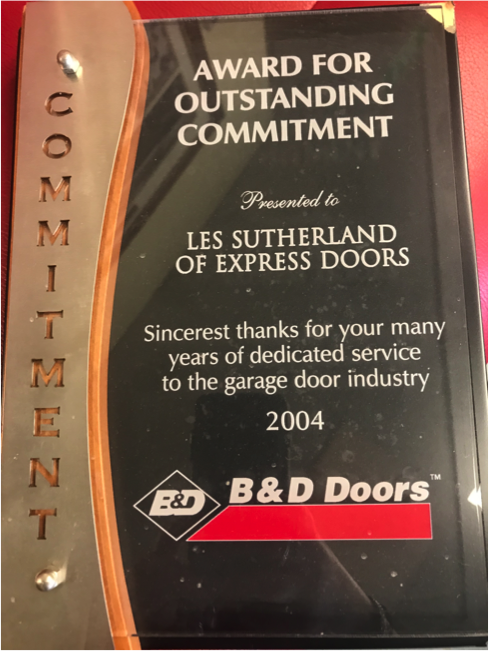 COMMITMENT
AWARD FOR
OUTSTANDING
COMMITMENT
Presented to
LES SUTHERLAND
OF EXPRESS DOORS
Sincerest thanks for your many
years of dedicated service
to the garage door industry
2004
B&D B&D Doors™